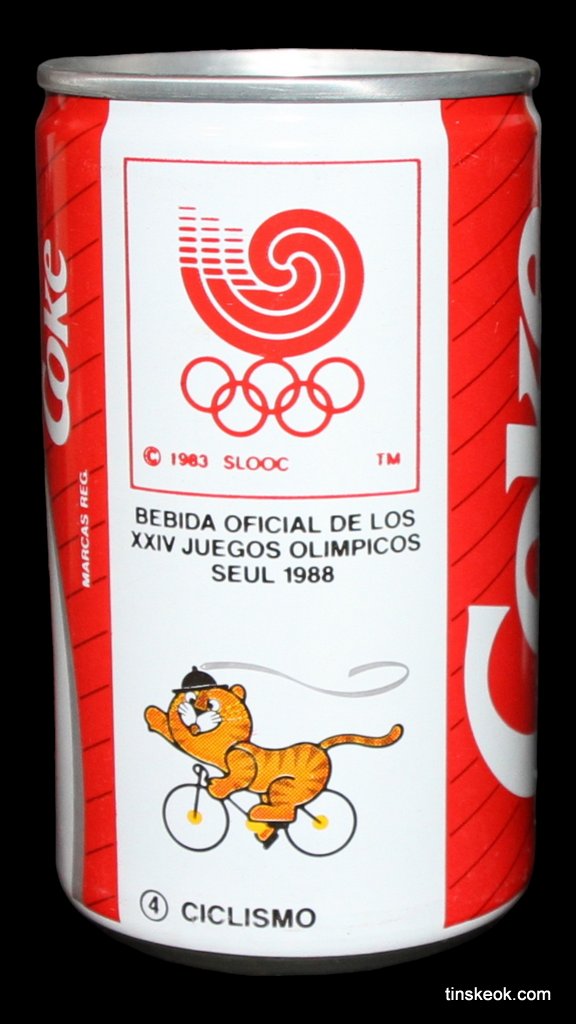 Coke
MARCAS REG.
© 1983 SLOOC TM
BEBIDA OFICIAL DE LOS
XXIV JUEGOS OLIMPICOS
SEUL 1988
④ CICLISMO
Coke
tinskeok.com